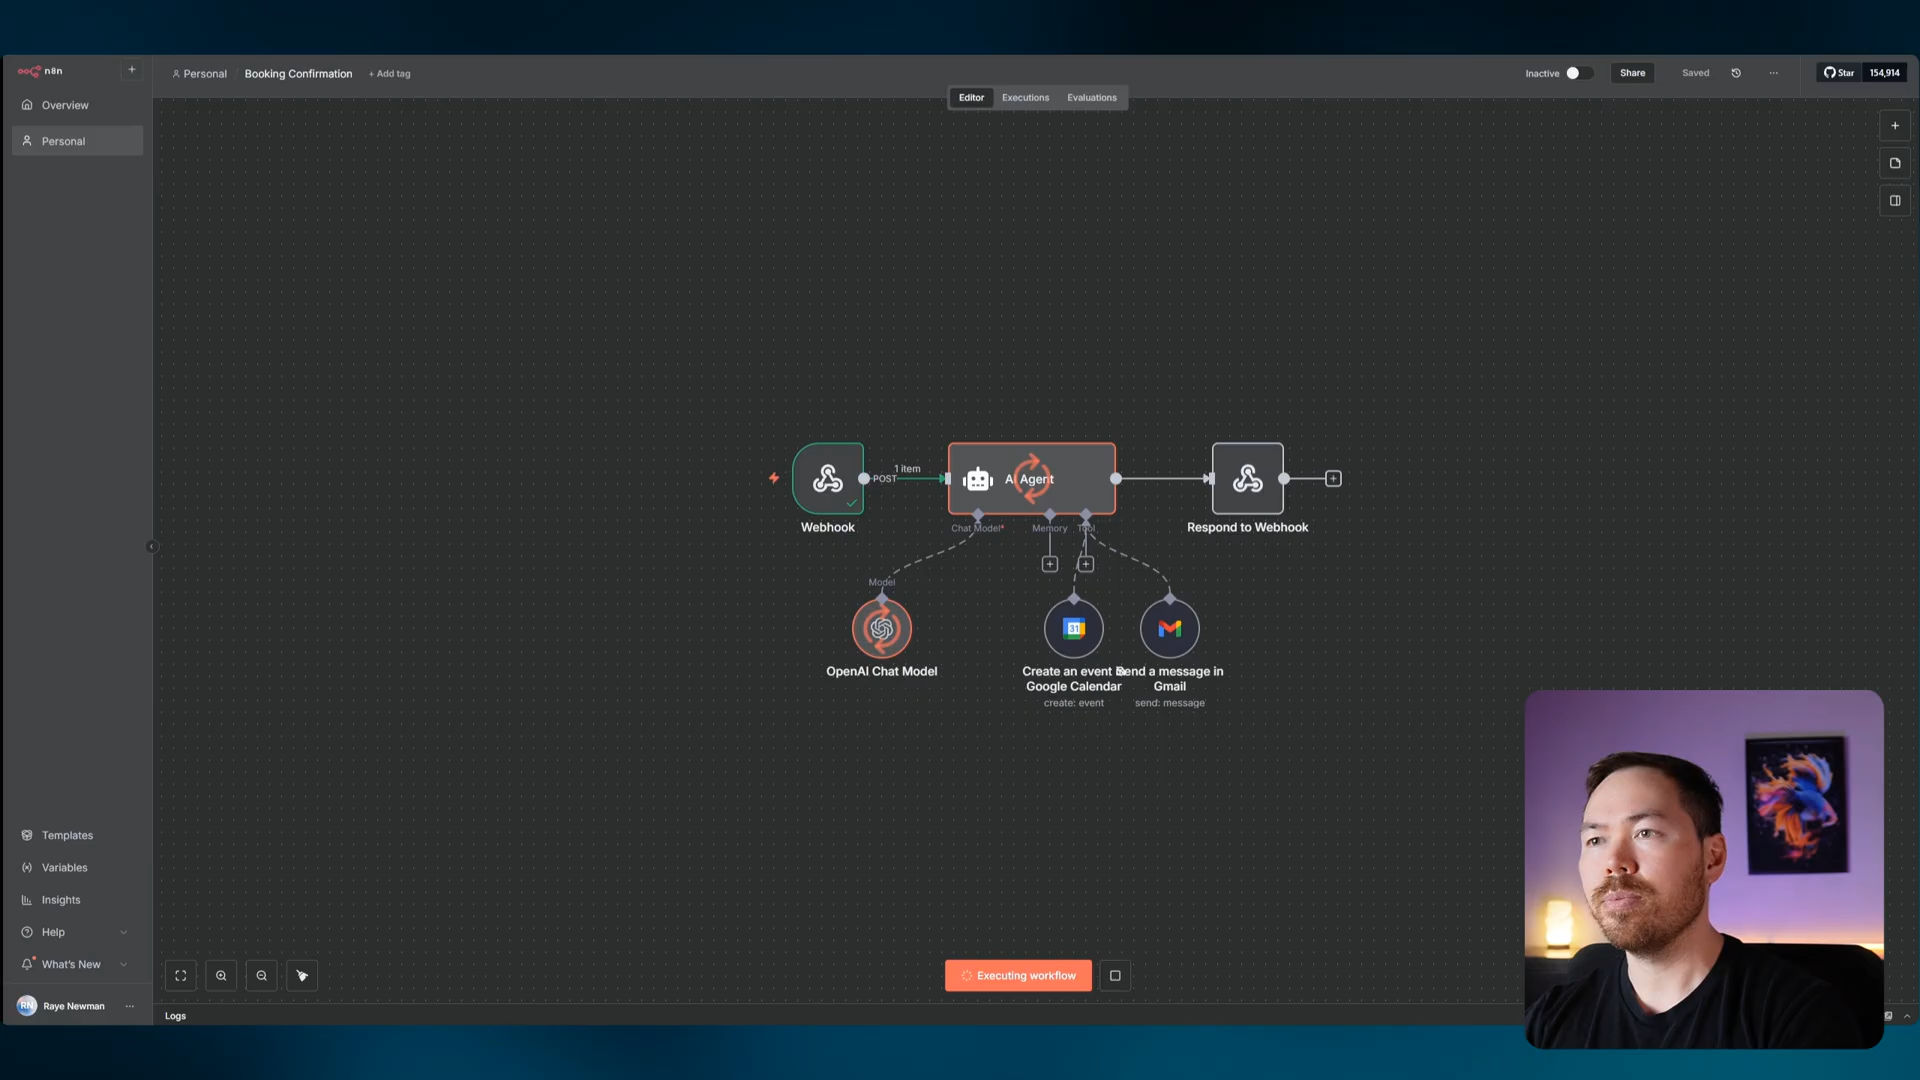 n8n
Personal
Booking Confirmation
+ Add tag
Inactive
Share
Saved
Star
154,914
Editor
Executions
Evaluations
Overview
Personal
1 item
POST
AI Agent
Webhook
Chat Model*
Memory
Tool
Respond to Webhook
Model
31
OpenAI Chat Model
Create an event
Google Calendar
create: event
Send a message in
Gmail
send: message
Templates
Variables
Insights
Help
What's New
RN
Raye Newman
Executing workflow
Logs